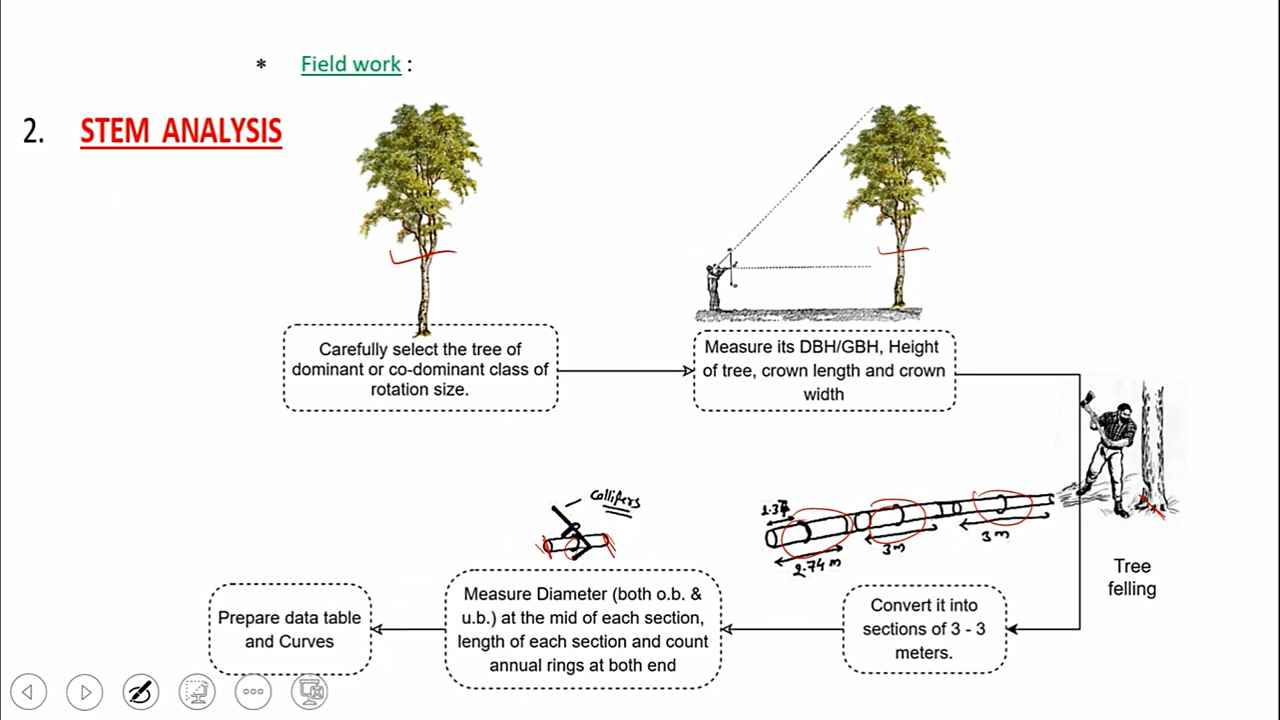 * Field work :
2. STEM ANALYSIS
Carefully select the tree of
dominant or co-dominant class of
rotation size.
Measure its DBH/GBH, Height
of tree, crown length and crown
width
Tree
felling
2.74 m
3 m
3 m
Convert it into
sections of 3 - 3
meters.
Callipers
Measure Diameter (both o.b. &
u.b.) at the mid of each section,
length of each section and count
annual rings at both end
Prepare data table
and Curves